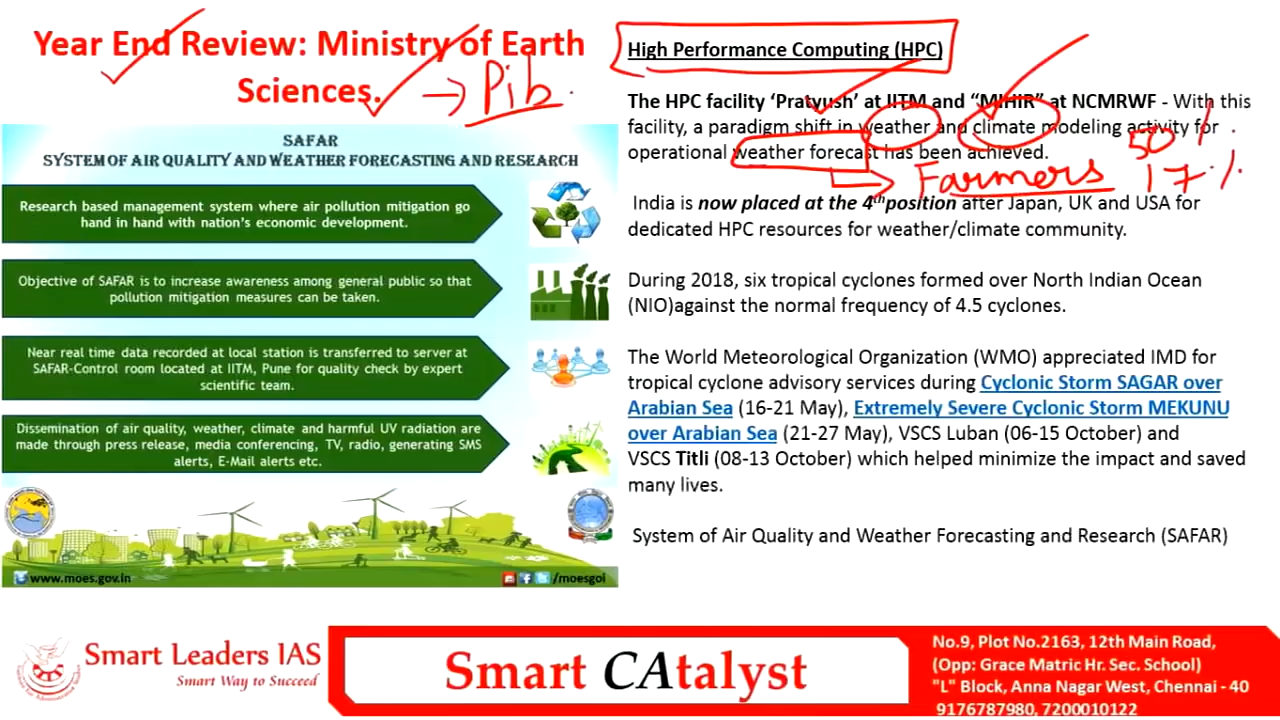 Year End Review: Ministry of Earth
Sciences.
→ Pib.
SAFAR
SYSTEM OF AIR QUALITY AND WEATHER FORECASTING AND RESEARCH
Research based management system where air pollution mitigation go
hand in hand with nation's economic development.
Objective of SAFAR is to increase awareness among general public so that
pollution mitigation measures can be taken.
Near real time data recorded at local station is transferred to server at
SAFAR-Control room located at IITM, Pune for quality check by expert
scientific team.
Dissemination of air quality, weather, climate and harmful UV radiation are
made through press release, media conferencing, TV, radio, generating SMS
alerts, E-Mail alerts etc.
www.moes.gov.in
/moesgoi
High Performance Computing (HPC)
The HPC facility 'Pratyush' at IITM and "MIHIR" at NCMRWF - With this
facility, a paradigm shift in weather and climate modeling activity for
operational weather forecast has been achieved.
→ Farmers
50 %
17 %
India is now placed at the 4th position after Japan, UK and USA for
dedicated HPC resources for weather/climate community.
During 2018, six tropical cyclones formed over North Indian Ocean
(NIO)against the normal frequency of 4.5 cyclones.
The World Meteorological Organization (WMO) appreciated IMD for
tropical cyclone advisory services during Cyclonic Storm SAGAR over
Arabian Sea (16-21 May), Extremely Severe Cyclonic Storm MEKUNU
over Arabian Sea (21-27 May), VSCS Luban (06-15 October) and
VSCS Titli (08-13 October) which helped minimize the impact and saved
many lives.
System of Air Quality and Weather Forecasting and Research (SAFAR)
Smart Leaders IAS
Smart Way to Succeed
Smart CAtalyst
No.9, Plot No.2163, 12th Main Road,
(Opp: Grace Matric Hr. Sec. School)
"L" Block, Anna Nagar West, Chennai - 40
9176787980, 7200010122